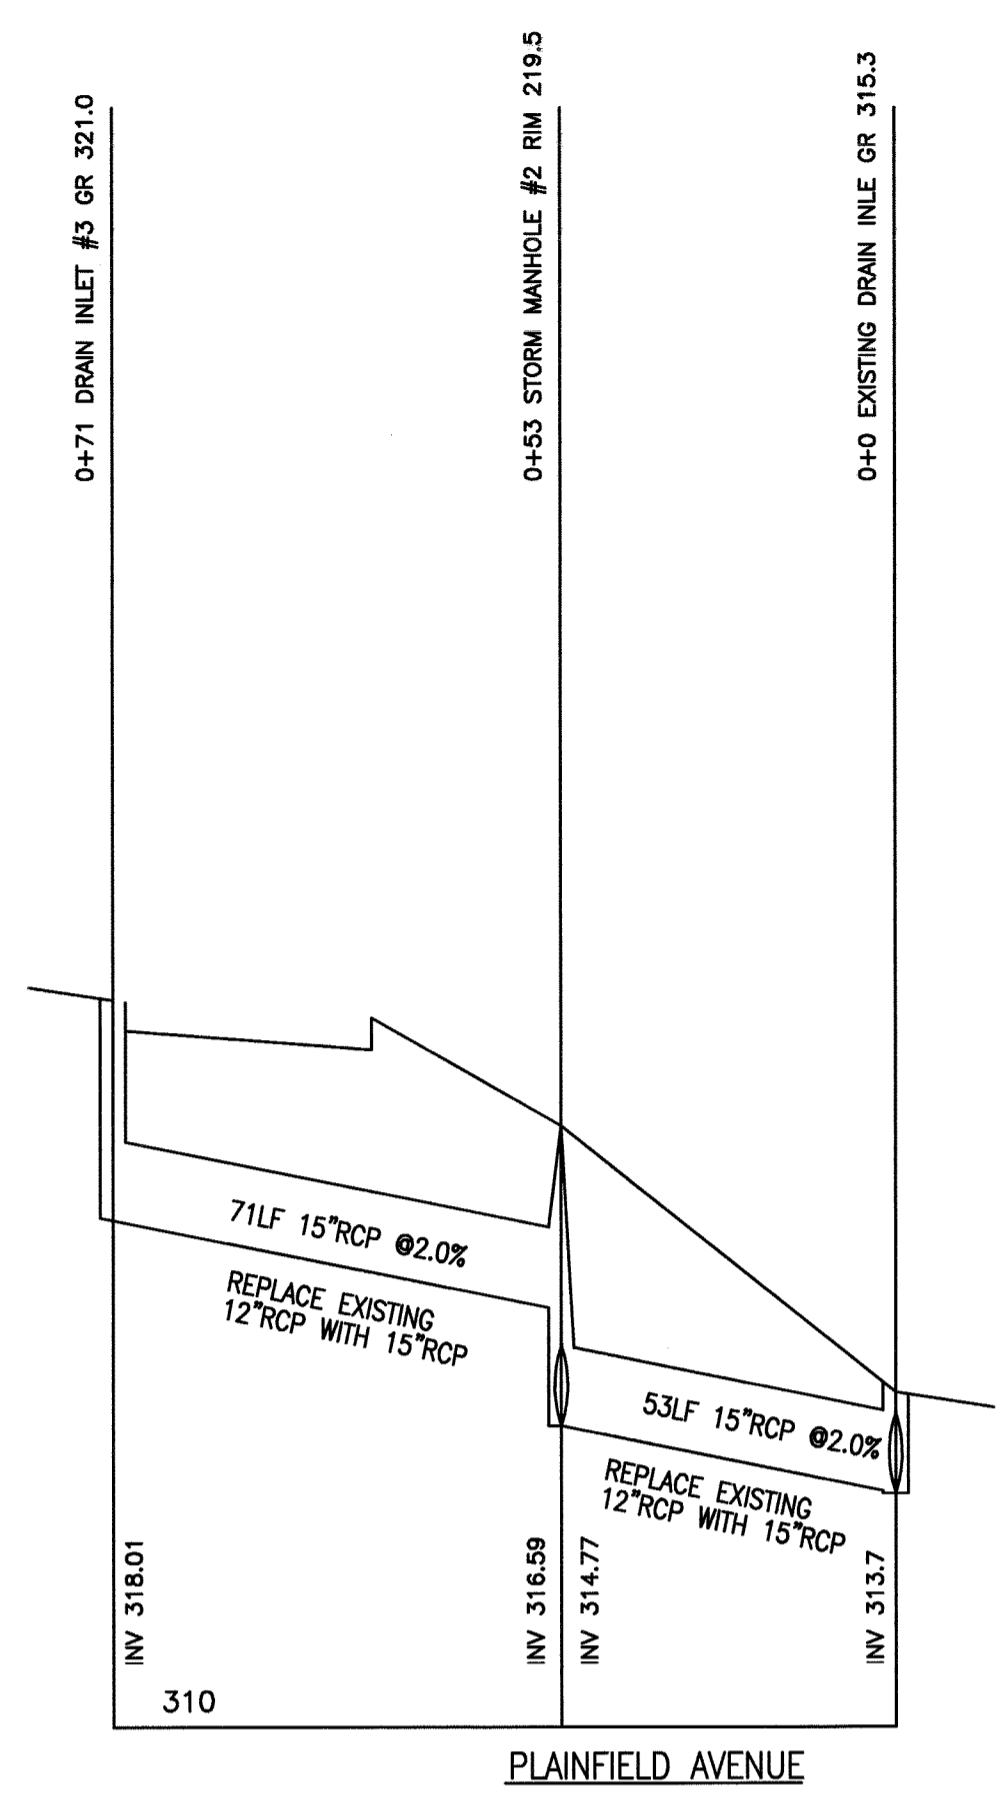 0+71 DRAIN INLET #3 GR 321.0
0+53 STORM MANHOLE #2 RIM 219.5
0+0 EXISTING DRAIN INLE GR 315.3
71LF 15"RCP @2.0%
REPLACE EXISTING
12"RCP WITH 15"RCP
53LF 15"RCP @2.0%
REPLACE EXISTING
12"RCP WITH 15"RCP
INV 318.01
INV 316.59
INV 314.77
INV 313.7
310
PLAINFIELD AVENUE